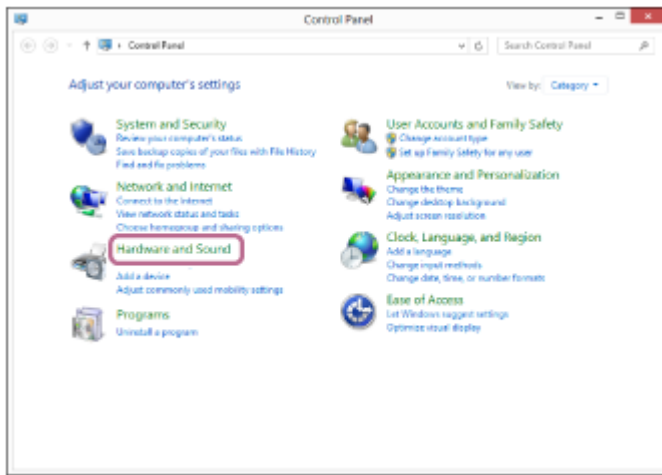 Control Panel
Control Panel
Search Control Panel
Adjust your computer's settings
View by: Category
System and Security
Review your computer's status
Save backup copies of your files with File History
Find and fix problems
Network and Internet
Connect to the Internet
View network status and tasks
Choose homegroup and sharing options
Hardware and Sound
Add a device
Adjust commonly used mobility settings
Programs
Uninstall a program
User Accounts and Family Safety
Change account type
Set up Family Safety for any user
Appearance and Personalization
Change the theme
Change desktop background
Adjust screen resolution
Clock, Language, and Region
Add a language
Change input methods
Change date, time, or number formats
Ease of Access
Let Windows suggest settings
Optimize visual display